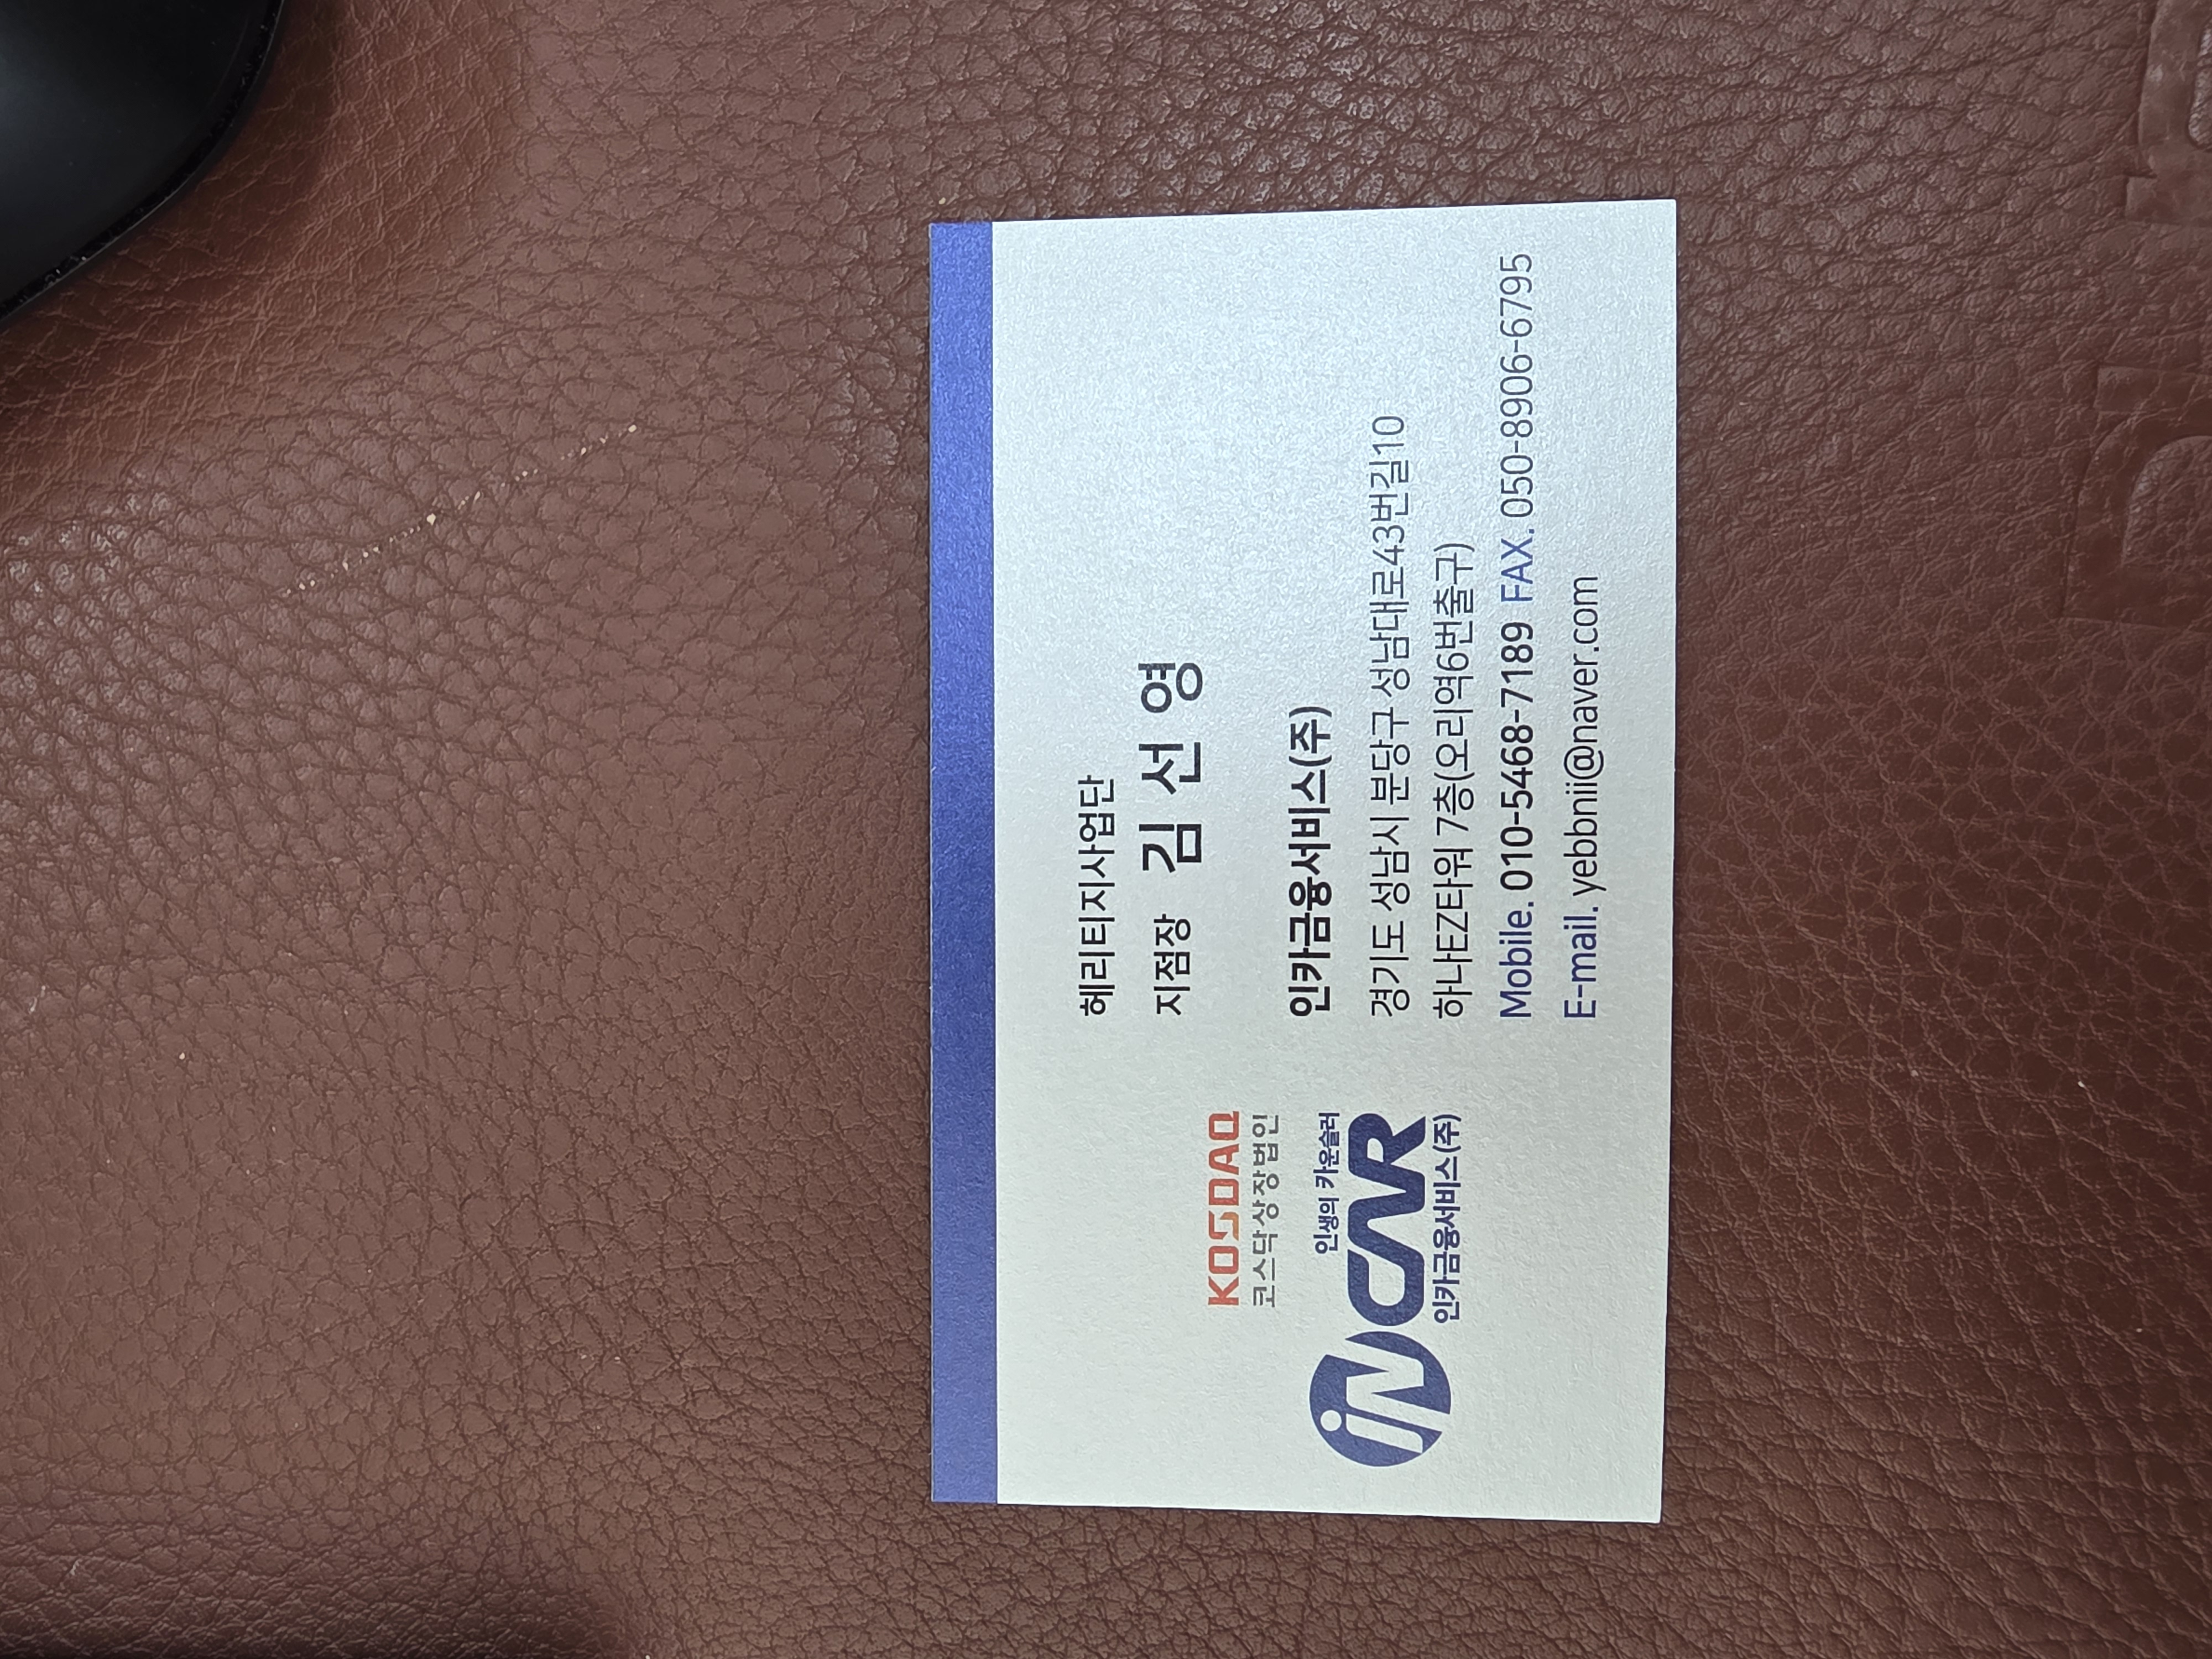 헤리티지사업단
지점장 김선영
KOSDAQ
코스닥상장법인
인생의 카운슬러
iN CAR
인카금융서비스(주)
인카금융서비스(주)
경기도 성남시 분당구 성남대로43번길10
하나EZ타워 7층(오리역6번출구)
Mobile. 010-5468-7189 FAX. 050-8906-6795
E-mail. yebbnii@naver.com